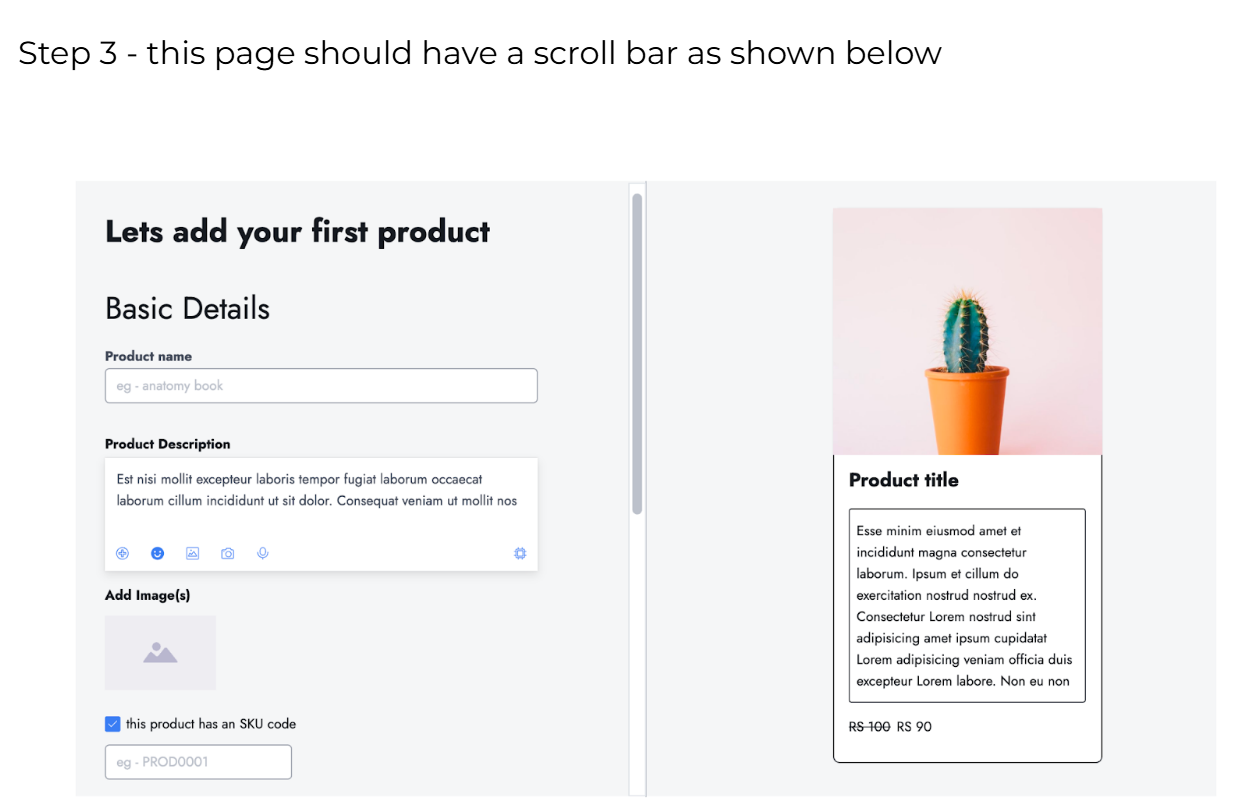 Step 3 - this page should have a scroll bar as shown below
Lets add your first product
Basic Details
Product name
eg - anatomy book
Product Description
Est nisi mollit excepteur laboris tempor fugiat laborum occaecat
laborum cillum incididunt ut sit dolor. Consequat veniam ut mollit nos
Add Image(s)
this product has an SKU code
eg - PROD0001
Product title
Esse minim eiusmod amet et
incididunt magna consectetur
laborum. Ipsum et cillum do
exercitation nostrud nostrud ex.
Consectetur Lorem nostrud sint
adipisicing amet ipsum cupidatat
Lorem adipisicing veniam officia duis
excepteur Lorem labore. Non eu non
RS 100 RS 90